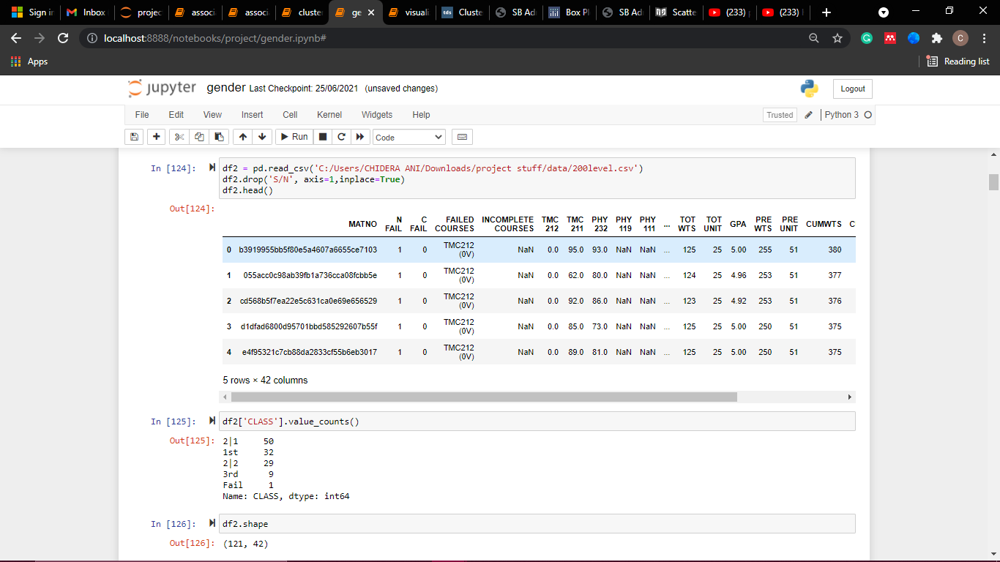 Sign in
Inbox
projec
associ
associ
cluster
ge
visuali
tds Cluste
SB Ad
Box Pl
SB Ad
Scatte
(233)
(233)
localhost:8888/notebooks/project/gender.ipynb#
C
Apps
Reading list
jupyter gender Last Checkpoint: 25/06/2021 (unsaved changes)
Logout
File Edit View Insert Cell Kernel Widgets Help
Trusted
Python 3
Run
Code
In [124]: df2 = pd.read_csv('C:/Users/CHIDERA ANI/Downloads/project stuff/data/200level.csv')
df2.drop('S/N', axis=1,inplace=True)
df2.head()
Out[124]:
MATNO N FAIL C FAIL FAILED COURSES INCOMPLETE COURSES TMC 212 TMC 211 PHY 232 PHY 119 PHY 111 ... TOT WTS TOT UNIT GPA PRE WTS PRE UNIT CUMWTS C
0 b3919955bb5f80e5a4607a6655ce7103 1 0 TMC212 (0V) NaN 0.0 95.0 93.0 NaN NaN ... 125 25 5.00 255 51 380
1 055acc0c98ab39fb1a736cca08fcbb5e 1 0 TMC212 (0V) NaN 0.0 62.0 80.0 NaN NaN ... 124 25 4.96 253 51 377
2 cd568b5f7ea22e5c631ca0e69e656529 1 0 TMC212 (0V) NaN 0.0 92.0 86.0 NaN NaN ... 123 25 4.92 253 51 376
3 d1dfad6800d95701bbd585292607b55f 1 0 TMC212 (0V) NaN 0.0 85.0 73.0 NaN NaN ... 125 25 5.00 250 51 375
4 e4f95321c7cb88da2833cf55b6eb3017 1 0 TMC212 (0V) NaN 0.0 89.0 81.0 NaN NaN ... 125 25 5.00 250 51 375
5 rows × 42 columns
In [125]: df2['CLASS'].value_counts()
Out[125]: 2|1 50
1st 32
2|2 29
3rd 9
Fail 1
Name: CLASS, dtype: int64
In [126]: df2.shape
Out[126]: (121, 42)